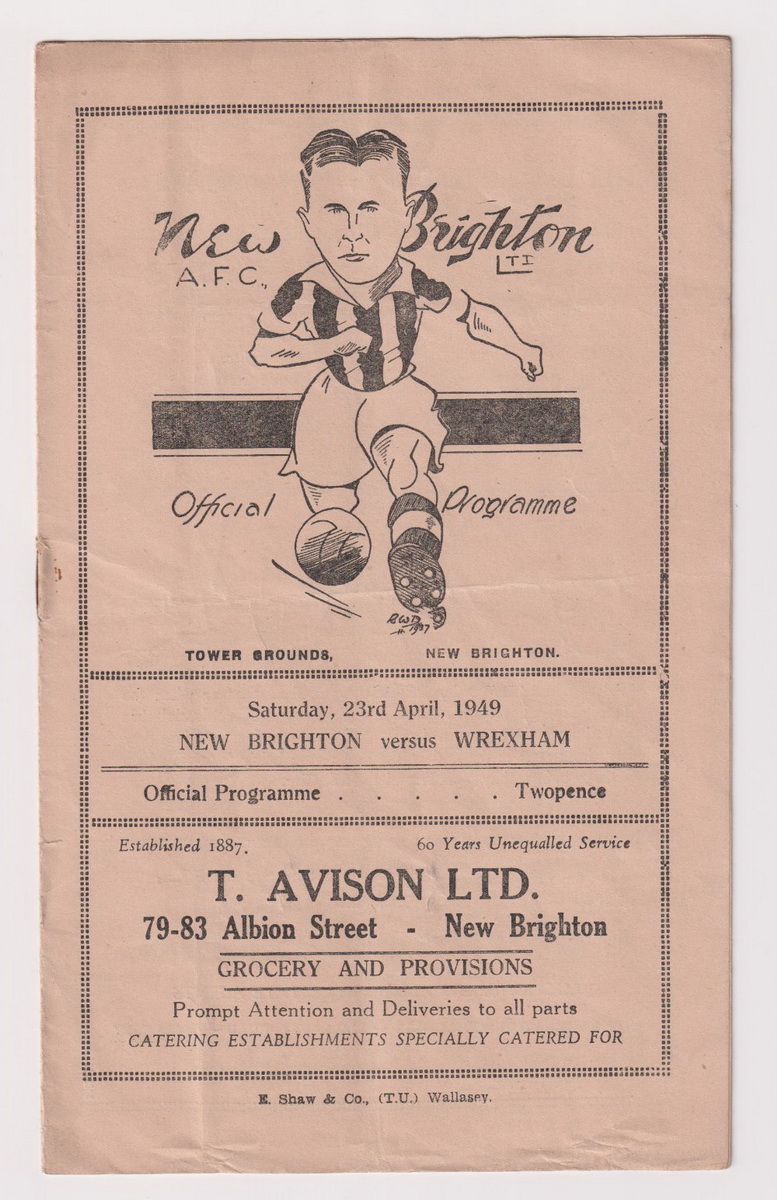 New Brighton
A.F.C., LTD
Official Programme
1937
TOWER GROUNDS, NEW BRIGHTON.
Saturday, 23rd April, 1949
NEW BRIGHTON versus WREXHAM
Official Programme . . . . . Twopence
Established 1887. 60 Years Unequalled Service
T. AVISON LTD.
79-83 Albion Street - New Brighton
GROCERY AND PROVISIONS
Prompt Attention and Deliveries to all parts
CATERING ESTABLISHMENTS SPECIALLY CATERED FOR
E. Shaw & Co., (T.U.) Wallasey.